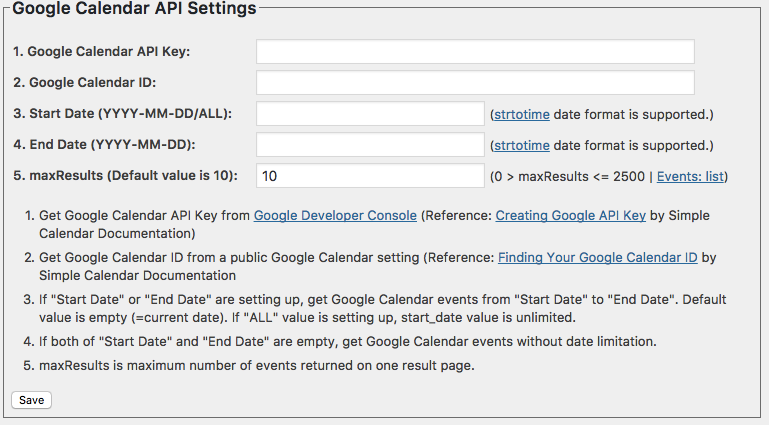 Google Calendar API Settings
1. Google Calendar API Key:
2. Google Calendar ID:
3. Start Date (YYYY-MM-DD/ALL): (strtotime date format is supported.)
4. End Date (YYYY-MM-DD): (strtotime date format is supported.)
5. maxResults (Default value is 10): 10 (0 > maxResults <= 2500 | Events: list)
1. Get Google Calendar API Key from Google Developer Console (Reference: Creating Google API Key by Simple
Calendar Documentation)
2. Get Google Calendar ID from a public Google Calendar setting (Reference: Finding Your Google Calendar ID by
Simple Calendar Documentation
3. If "Start Date" or "End Date" are setting up, get Google Calendar events from "Start Date" to "End Date". Default
value is empty (=current date). If "ALL" value is setting up, start_date value is unlimited.
4. If both of "Start Date" and "End Date" are empty, get Google Calendar events without date limitation.
5. maxResults is maximum number of events returned on one result page.
Save